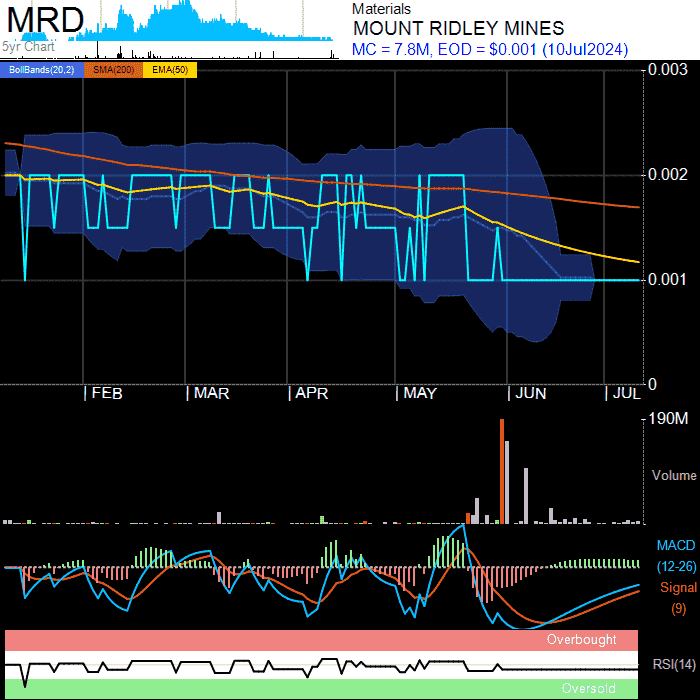 MRD
Materials
MOUNT RIDLEY MINES
5yr Chart
MC = 7.8M, EOD = $0.001 (10Jul2024)
BollBands(20,2) SMA(200) EMA(50)
0.003
0.002
0.001
0
FEB MAR APR MAY JUN JUL
190M
Volume
MACD
(12-26)
Signal
(9)
Overbought
RSI(14)
Oversold